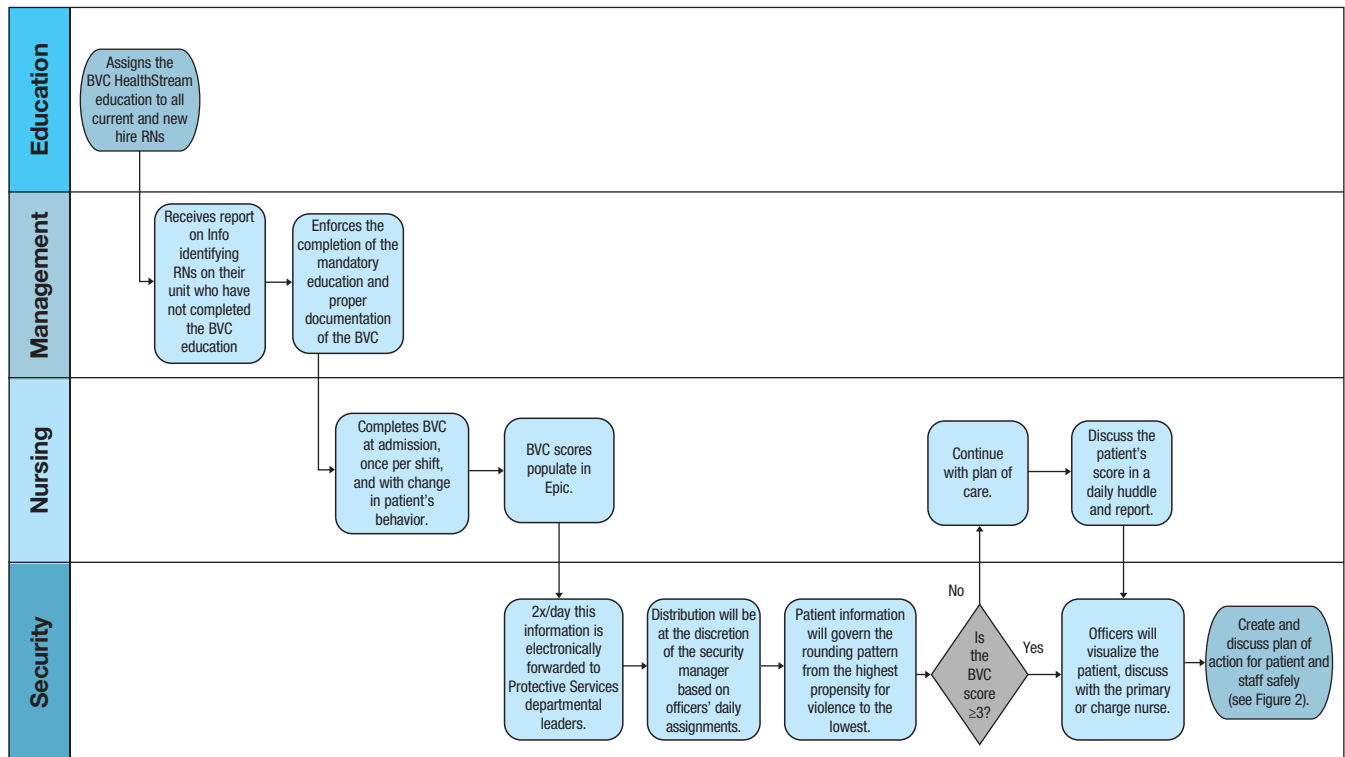 Education
Assigns the
BVC HealthStream
education to all
current and new
hire RNs
Management
Receives report
on Info
identifying
RNs on their
unit who have
not completed
the BVC
education
Enforces the
completion of the
mandatory
education and
proper
documentation
of the BVC
Nursing
Completes BVC
at admission,
once per shift,
and with change
in patient's
behavior.
BVC scores
populate in
Epic.
Continue
with plan of
care.
Discuss the
patient's
score in a
daily huddle
and report.
Security
2x/day this
information is
electronically
forwarded to
Protective Services
departmental
leaders.
Distribution will be
at the discretion
of the security
manager
based on
officers' daily
assignments.
Patient information
will govern the
rounding pattern
from the highest
propensity for
violence to the
lowest.
No
Is
the
BVC
score
≥3?
Yes
Officers will
visualize the
patient, discuss
with the primary
or charge nurse.
Create and
discuss plan of
action for patient and
staff safely
(see Figure 2).